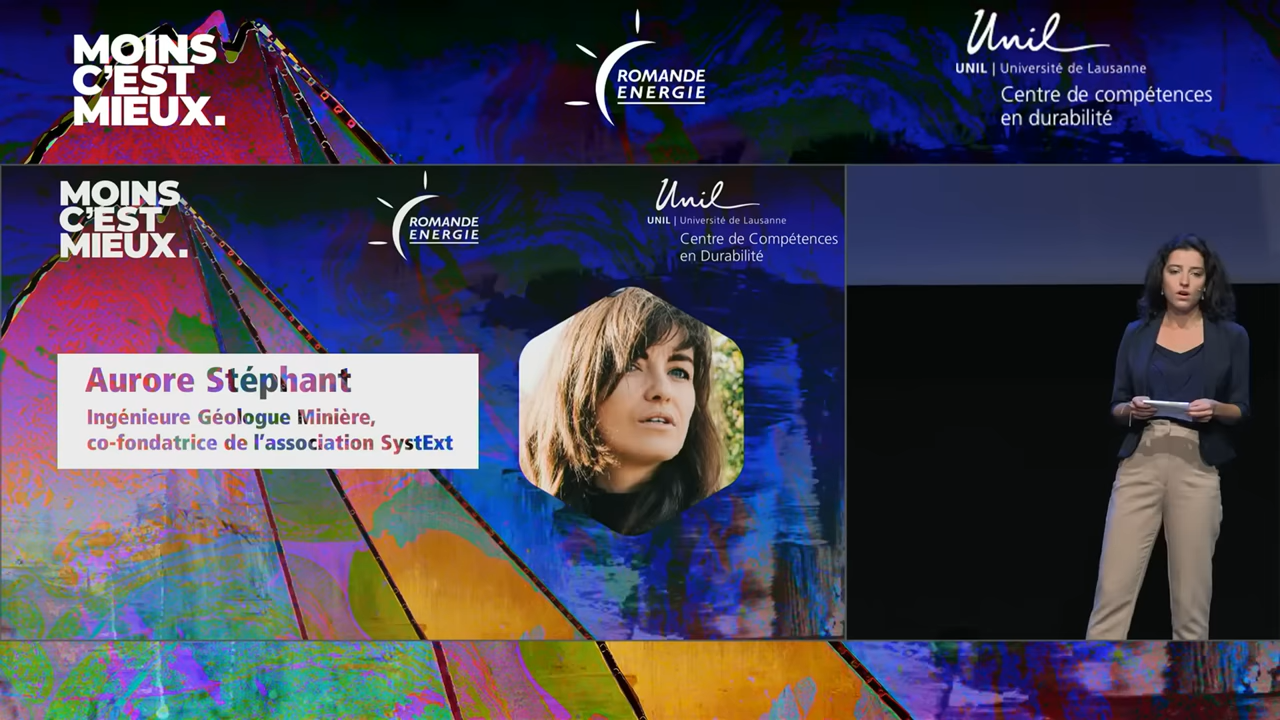 MOINS
C'EST
MIEUX.
ROMANDE
ENERGIE
Unil
UNIL | Université de Lausanne
Centre de compétences
en durabilité
MOINS
C'EST
MIEUX.
ROMANDE
ENERGIE
Unil
UNIL | Université de Lausanne
Centre de Compétences
en Durabilité
Aurore Stéphant
Ingénieure Géologue Minière,
co-fondatrice de l'association SystExt